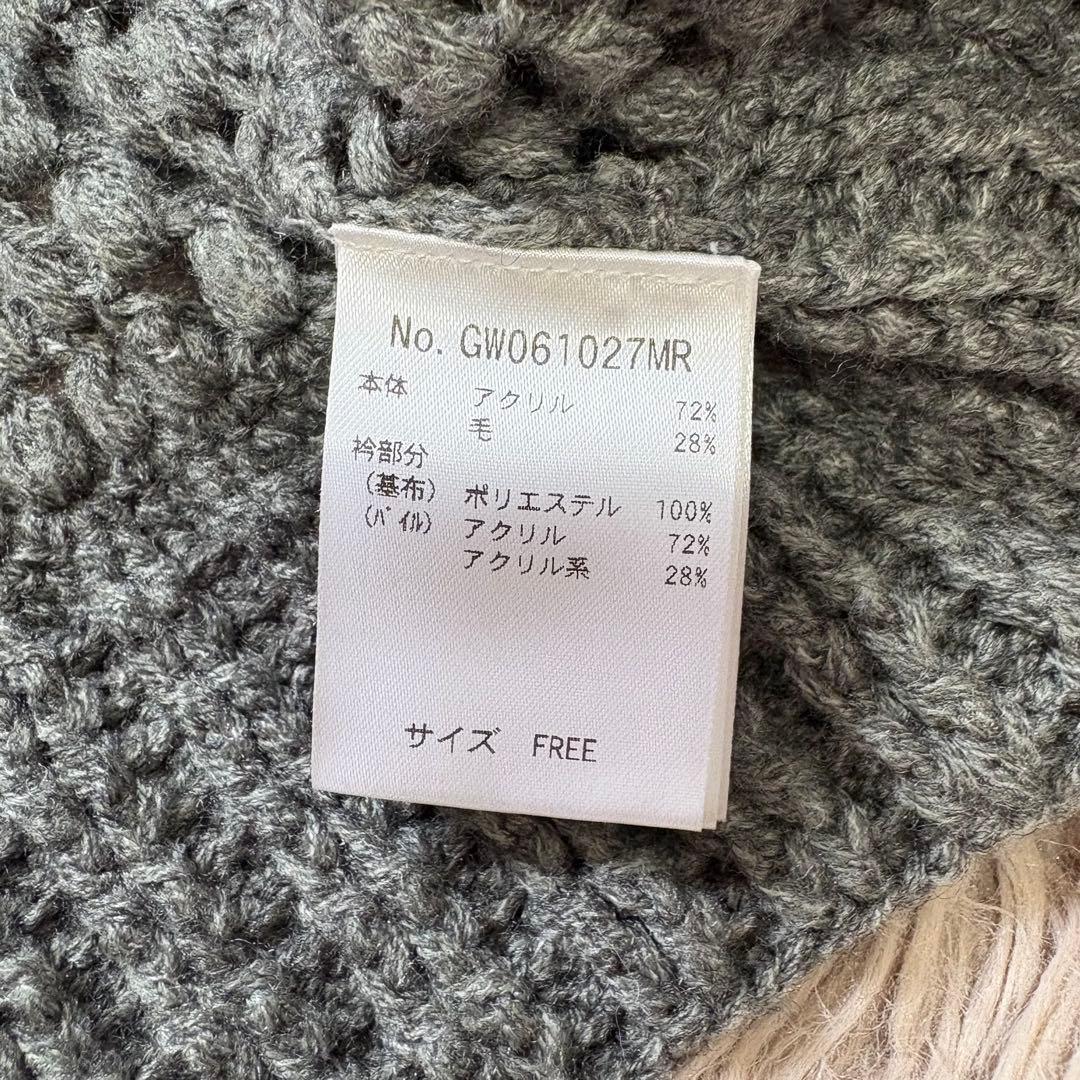 No. GW061027MR
本体 アクリル 72%
毛 28%
衿部分
(基布) ポリエステル 100%
(パイル) アクリル 72%
アクリル系 28%
サイズ FREE